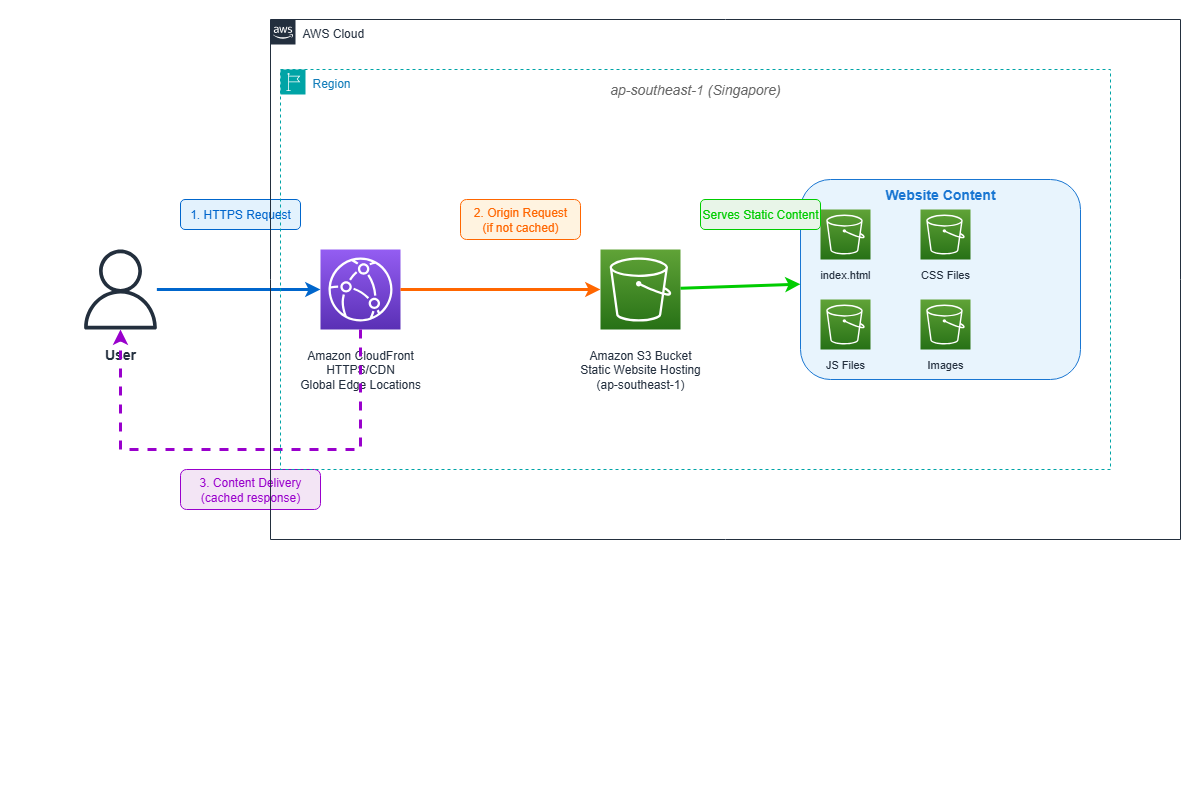 aws
AWS Cloud
Region
ap-southeast-1 (Singapore)
1. HTTPS Request
2. Origin Request
(if not cached)
Serves Static Content
Website Content
index.html
CSS Files
JS Files
Images
User
Amazon CloudFront
HTTPS/CDN
Global Edge Locations
Amazon S3 Bucket
Static Website Hosting
(ap-southeast-1)
3. Content Delivery
(cached response)